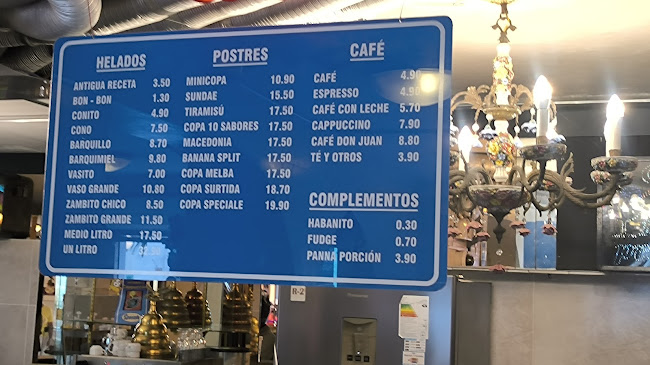 HELADOS
ANTIGUA RECETA 3.50
BON - BON 1.30
CONITO 4.90
CONO 7.50
BARQUILLO 8.70
BARQUIMIEL 9.80
VASITO 7.00
VASO GRANDE 10.80
ZAMBITO CHICO 8.50
ZAMBITO GRANDE 11.50
MEDIO LITRO 17.50
UN LITRO
POSTRES
MINICOPA 10.90
SUNDAE 15.50
TIRAMISÚ 17.50
COPA 10 SABORES 17.50
MACEDONIA 17.50
BANANA SPLIT 17.50
COPA MELBA 17.50
COPA SURTIDA 18.70
COPA SPECIALE 19.90
CAFÉ
CAFÉ 4.90
ESPRESSO 4.90
CAFÉ CON LECHE 5.70
CAPPUCCINO 7.90
CAFÉ DON JUAN 8.80
TÉ Y OTROS 3.90
COMPLEMENTOS
HABANITO 0.30
FUDGE 0.70
PANNA PORCIÓN 3.90
R-2